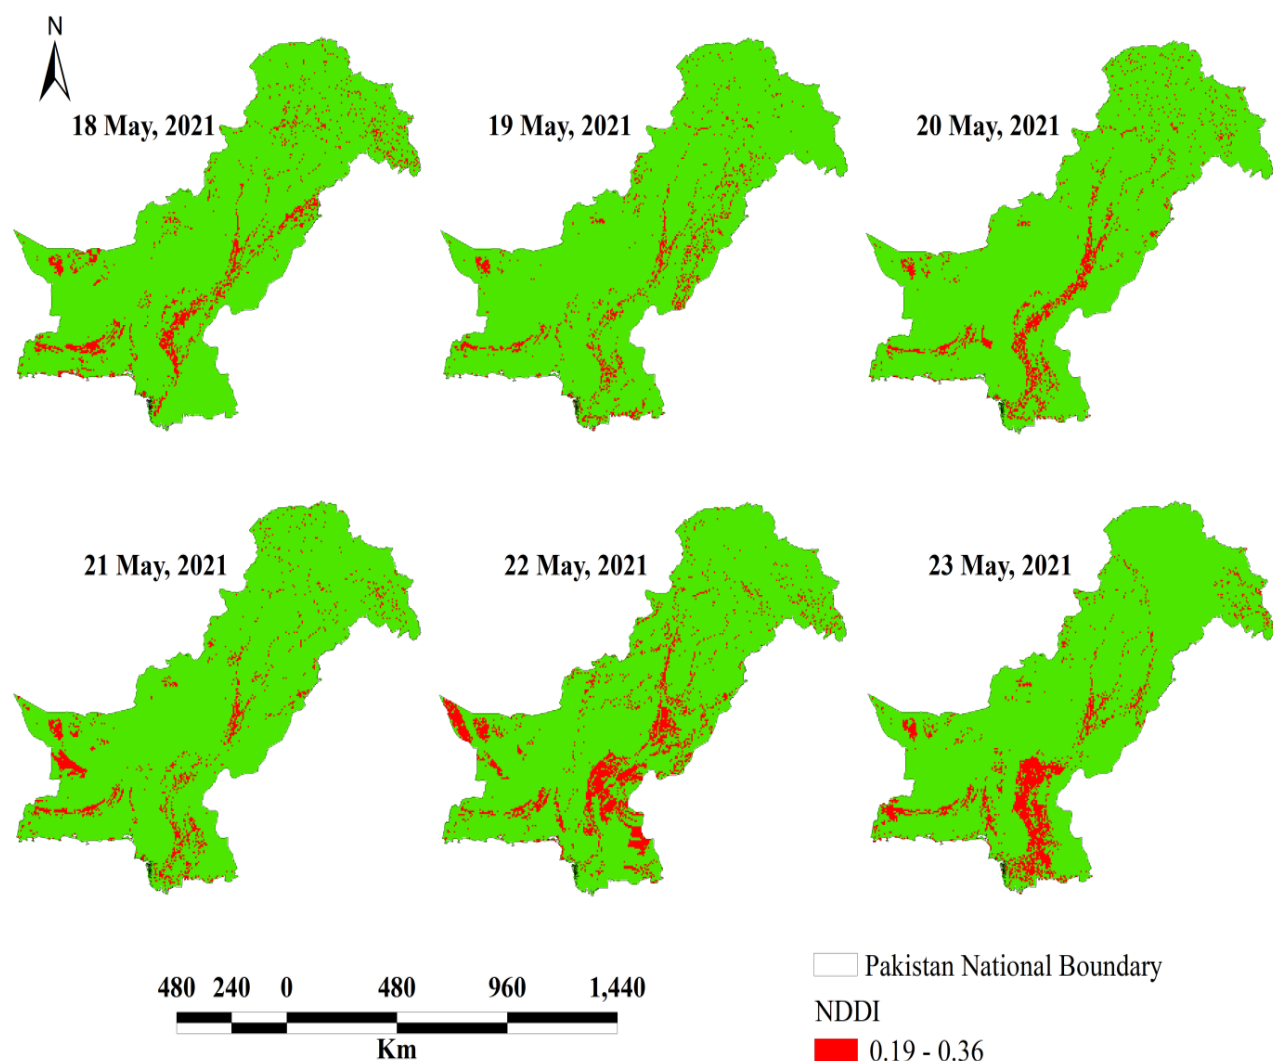 N
18 May, 2021
19 May, 2021
20 May, 2021
21 May, 2021
22 May, 2021
23 May, 2021
480 240 0 480 960 1,440
Km
Pakistan National Boundary
NDDI
0.19 - 0.36